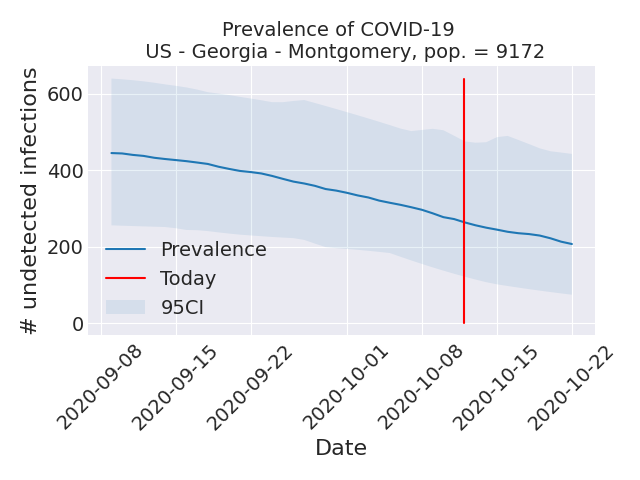 Prevalence of COVID-19
US - Georgia - Montgomery, pop. = 9172
# undetected infections
600
400
200
0
Prevalence
Today
95CI
2020-09-08
2020-09-15
2020-09-22
2020-10-01
2020-10-08
2020-10-15
2020-10-22
Date